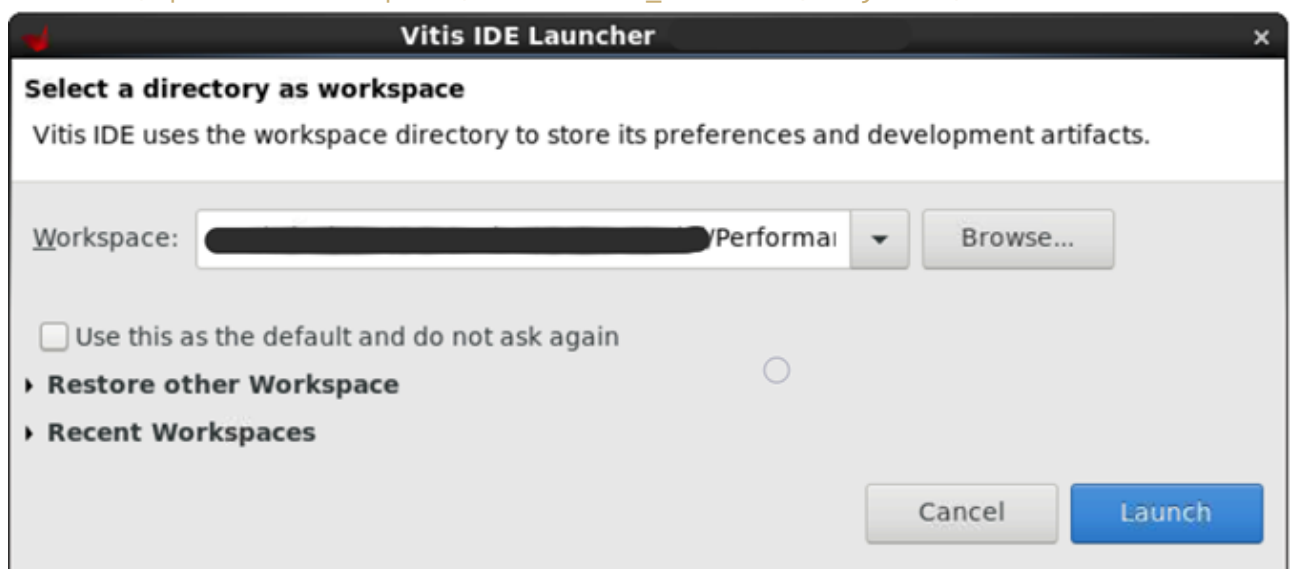 Vitis IDE Launcher
Select a directory as workspace
Vitis IDE uses the workspace directory to store its preferences and development artifacts.
Workspace: /Performa Browse...
Use this as the default and do not ask again
Restore other Workspace
Recent Workspaces
Cancel Launch